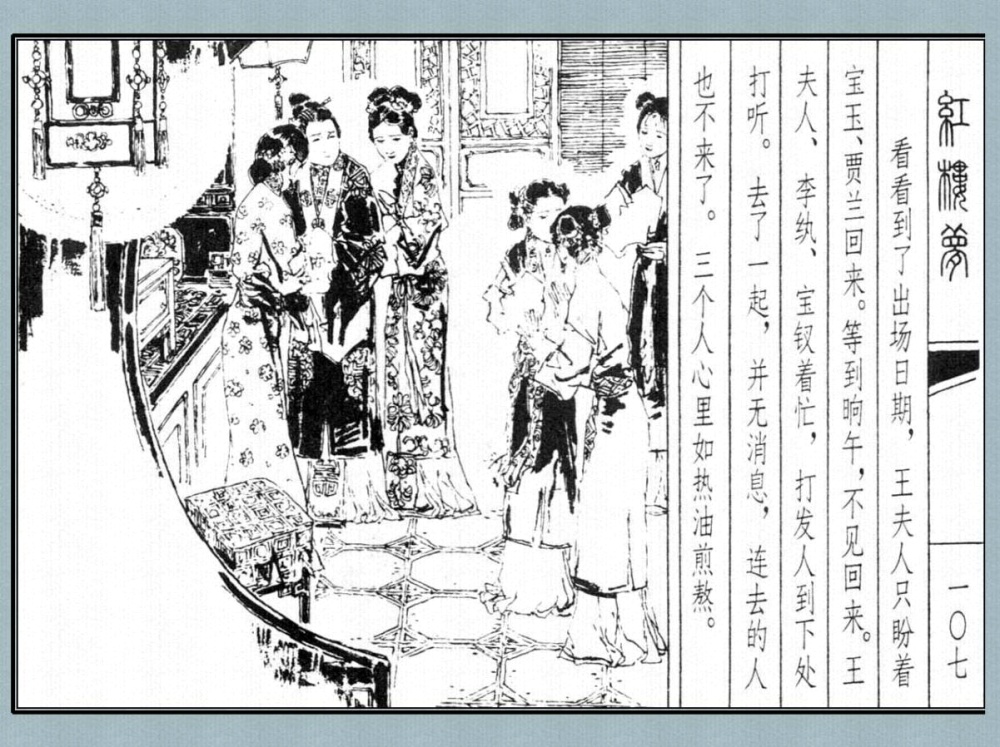 紅樓夢
一〇七
看看到了出场日期，王夫人只盼着
宝玉、贾兰回来。等到晌午，不见回来。王
夫人、李纨、宝钗着忙，打发人到下处
打听。去了一起，并无消息，连去的人
也不来了。三个人心里如热油煎熬。